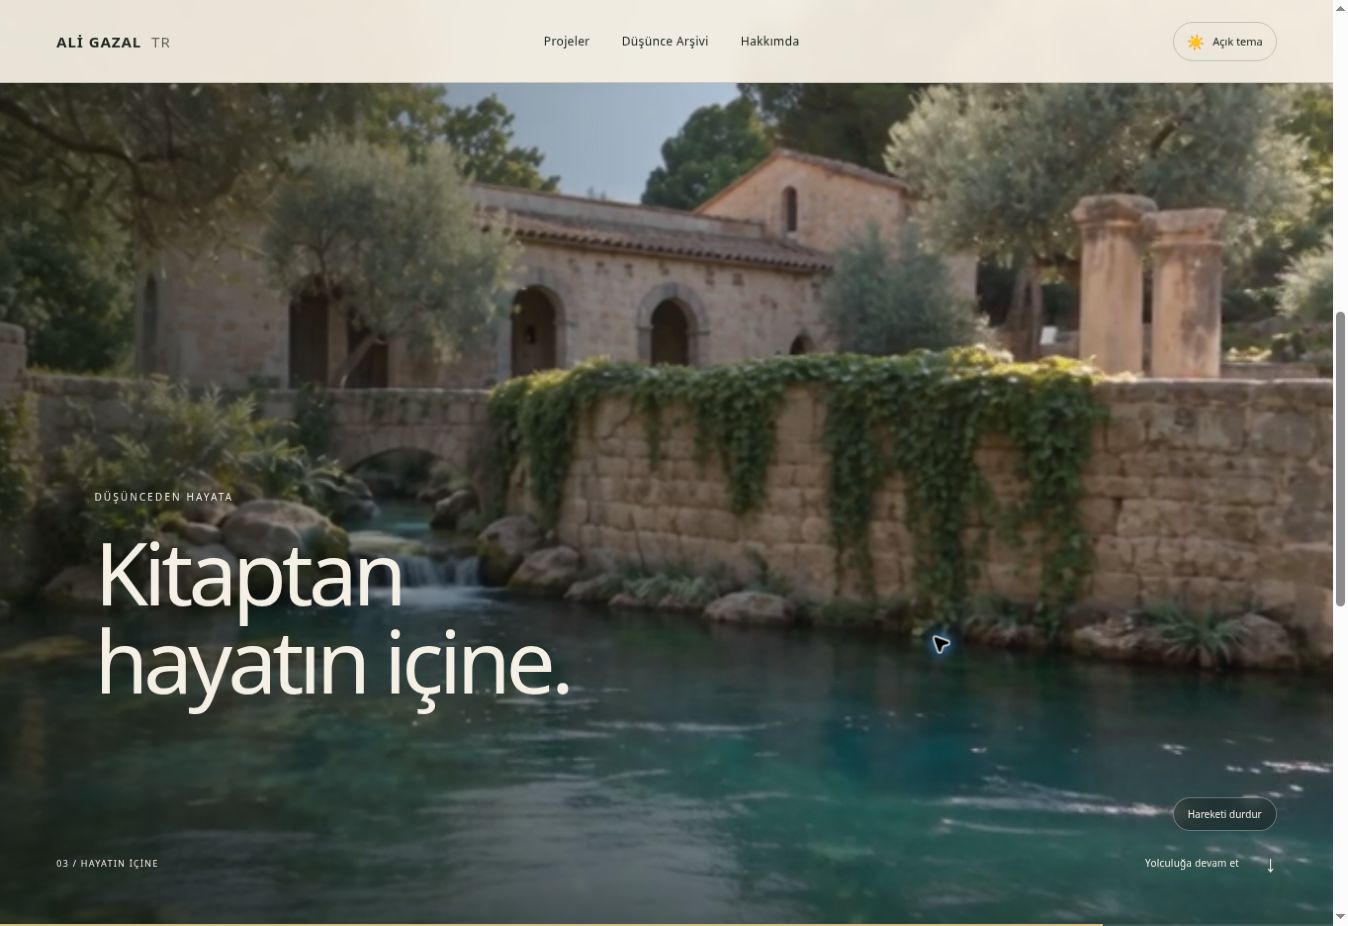 ALİ GAZAL TR
Projeler
Düşünce Arşivi
Hakkımda
☀️ Açık tema
DÜŞÜNCEDEN HAYATA
Kitaptan
hayatın içine.
Hareketi durdur
03 / HAYATIN İÇİNE
Yolculuğa devam et ↓